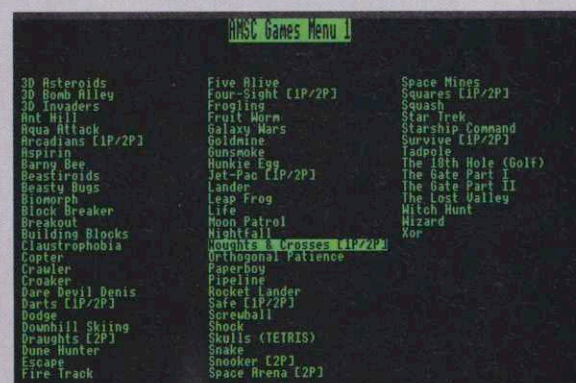 AMSC Games Menu 1
3D Asteroids
3D Bomb Alley
3D Invaders
Ant Hill
Aqua Attack
Arcadians [1P/2P]
Aspirin
Barny Bee
Beastiroids
Beasty Bugs
Biomorph
Block Breaker
Breakout
Building Blocks
Claustrophobia
Copter
Crawler
Croaker
Dare Devil Denis
Darts [1P/2P]
Dodge
Downhill Skiing
Draughts [2P]
Dune Hunter
Escape
Fire Track
Five Alive
Four-Sight [1P/2P]
Frogling
Fruit Worm
Galaxy Wars
Goldmine
Gunsmoke
Hunkie Egg
Jet-Pac [1P/2P]
Lander
Leap Frog
Life
Moon Patrol
Nightfall
Noughts & Crosses [1P/2P]
Orthogonal Patience
Paperboy
Pipeline
Rocket Lander
Safe [1P/2P]
Screwball
Shock
Skulls (TETRIS)
Snake
Snooker [2P]
Space Arena [2P]
Space Mines
Squares [1P/2P]
Squash
Star Trek
Starship Command
Survive [1P/2P]
Tadpole
The 18th Hole (Golf)
The Gate Part I
The Gate Part II
The Lost Valley
Witch Hunt
Wizard
Xor